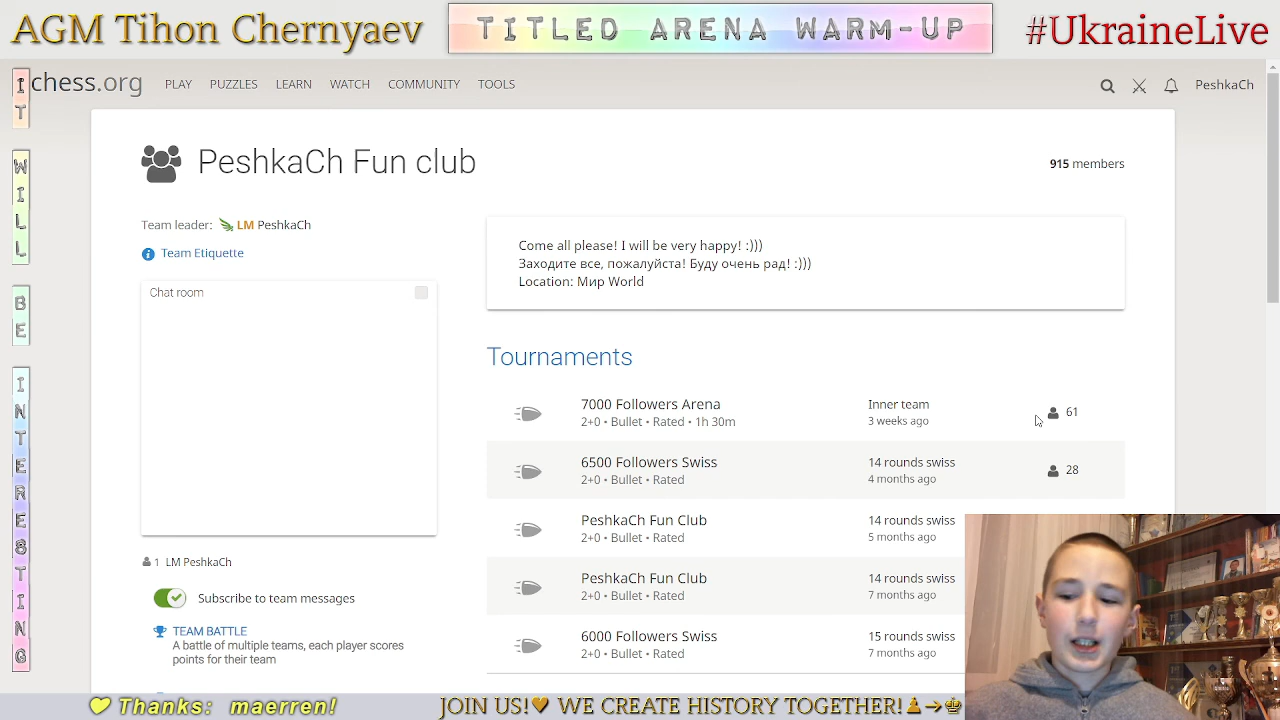 AGM Tihon Chernyaev
TITLED ARENA WARM-UP
#UkraineLive
IT WILL BE INTERESTING
chess.org
PLAY PUZZLES LEARN WATCH COMMUNITY TOOLS
PeshkaCh
PeshkaCh Fun club
915 members
Team leader: LM PeshkaCh
Team Etiquette
Chat room
Come all please! I will be very happy! :)))
Заходите все, пожалуйста! Буду очень рад! :)))
Location: Мир World
Tournaments
7000 Followers Arena Inner team
2+0 • Bullet • Rated • 1h 30m 3 weeks ago
61
6500 Followers Swiss 14 rounds swiss
2+0 • Bullet • Rated 4 months ago
28
PeshkaCh Fun Club 14 rounds swiss
2+0 • Bullet • Rated 5 months ago
PeshkaCh Fun Club 14 rounds swiss
2+0 • Bullet • Rated 7 months ago
6000 Followers Swiss 15 rounds swiss
2+0 • Bullet • Rated 7 months ago
1 LM PeshkaCh
Subscribe to team messages
TEAM BATTLE
A battle of multiple teams, each player scores
points for their team
Thanks: maerren!
JOIN US!♥ WE CREATE HISTORY TOGETHER!♟→♚